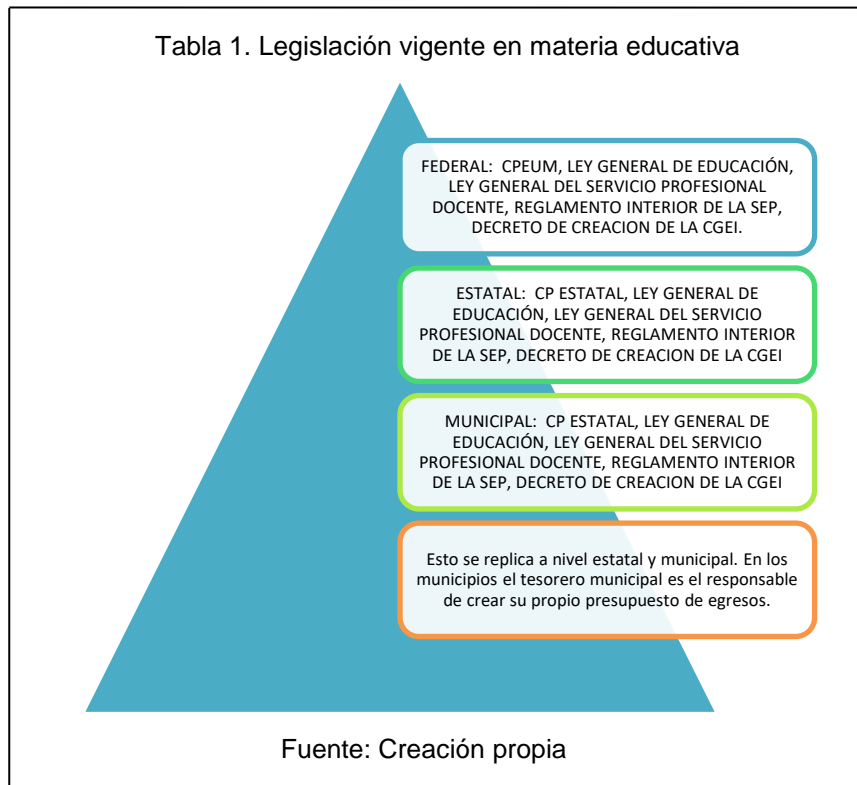 Tabla 1. Legislación vigente en materia educativa
FEDERAL: CPEUM, LEY GENERAL DE EDUCACIÓN,
LEY GENERAL DEL SERVICIO PROFESIONAL
DOCENTE, REGLAMENTO INTERIOR DE LA SEP,
DECRETO DE CREACION DE LA CGEI.
ESTATAL: CP ESTATAL, LEY GENERAL DE
EDUCACIÓN, LEY GENERAL DEL SERVICIO
PROFESIONAL DOCENTE, REGLAMENTO INTERIOR
DE LA SEP, DECRETO DE CREACION DE LA CGEI
MUNICIPAL: CP ESTATAL, LEY GENERAL DE
EDUCACIÓN, LEY GENERAL DEL SERVICIO
PROFESIONAL DOCENTE, REGLAMENTO INTERIOR
DE LA SEP, DECRETO DE CREACION DE LA CGEI
Esto se replica a nivel estatal y municipal. En los
municipios el tesorero municipal es el responsable
de crear su propio presupuesto de egresos.
Fuente: Creación propia